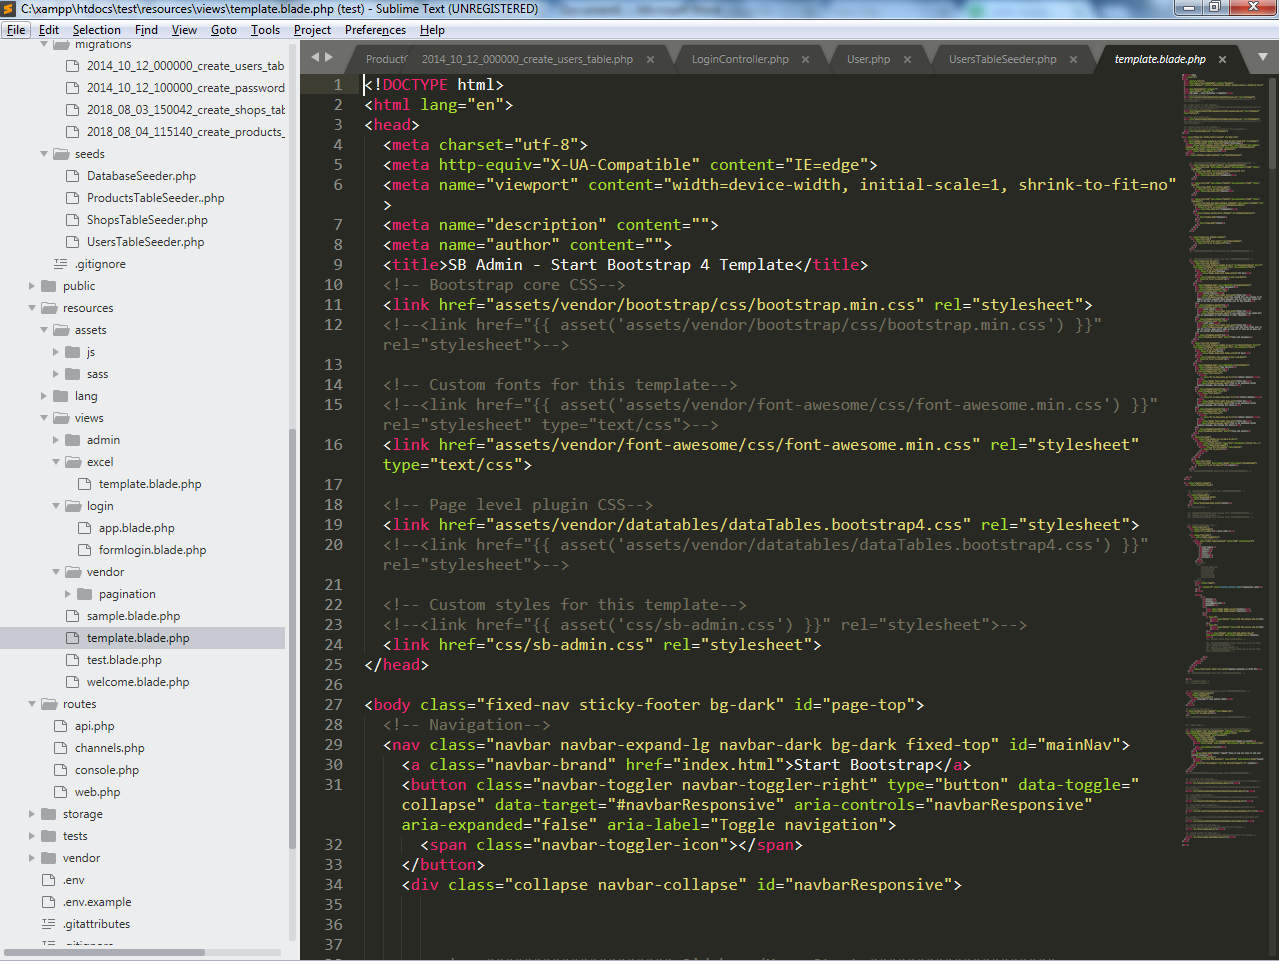 C:\xampp\htdocs\test\resources\views\template.blade.php (test) - Sublime Text (UNREGISTERED)
File Edit Selection Find View Goto Tools Project Preferences Help
migrations
2014_10_12_000000_create_users_tab
2014_10_12_100000_create_password
2018_08_03_150042_create_shops_tab
2018_08_04_115140_create_products_
seeds
DatabaseSeeder.php
ProductsTableSeeder..php
ShopsTableSeeder.php
UsersTableSeeder.php
.gitignore
public
resources
assets
js
sass
lang
views
admin
excel
template.blade.php
login
app.blade.php
formlogin.blade.php
vendor
pagination
sample.blade.php
template.blade.php
test.blade.php
welcome.blade.php
routes
api.php
channels.php
console.php
web.php
storage
tests
vendor
.env
.env.example
.gitattributes
.gitignore
Product 2014_10_12_000000_create_users_table.php LoginController.php User.php UsersTableSeeder.php template.blade.php
1 <!DOCTYPE html>
2 <html lang="en">
3 <head>
4 <meta charset="utf-8">
5 <meta http-equiv="X-UA-Compatible" content="IE=edge">
6 <meta name="viewport" content="width=device-width, initial-scale=1, shrink-to-fit=no"
>
7 <meta name="description" content="">
8 <meta name="author" content="">
9 <title>SB Admin - Start Bootstrap 4 Template</title>
10 <!-- Bootstrap core CSS-->
11 <link href="assets/vendor/bootstrap/css/bootstrap.min.css" rel="stylesheet">
12 <!--<link href="{{ asset('assets/vendor/bootstrap/css/bootstrap.min.css') }}"
rel="stylesheet">-->
13
14 <!-- Custom fonts for this template-->
15 <!--<link href="{{ asset('assets/vendor/font-awesome/css/font-awesome.min.css') }}"
rel="stylesheet" type="text/css">-->
16 <link href="assets/vendor/font-awesome/css/font-awesome.min.css" rel="stylesheet"
type="text/css">
17
18 <!-- Page level plugin CSS-->
19 <link href="assets/vendor/datatables/dataTables.bootstrap4.css" rel="stylesheet">
20 <!--<link href="{{ asset('assets/vendor/datatables/dataTables.bootstrap4.css') }}"
rel="stylesheet">-->
21
22 <!-- Custom styles for this template-->
23 <!--<link href="{{ asset('css/sb-admin.css') }}" rel="stylesheet">-->
24 <link href="css/sb-admin.css" rel="stylesheet">
25 </head>
26
27 <body class="fixed-nav sticky-footer bg-dark" id="page-top">
28 <!-- Navigation-->
29 <nav class="navbar navbar-expand-lg navbar-dark bg-dark fixed-top" id="mainNav">
30 <a class="navbar-brand" href="index.html">Start Bootstrap</a>
31 <button class="navbar-toggler navbar-toggler-right" type="button" data-toggle="
collapse" data-target="#navbarResponsive" aria-controls="navbarResponsive"
aria-expanded="false" aria-label="Toggle navigation">
32 <span class="navbar-toggler-icon"></span>
33 </button>
34 <div class="collapse navbar-collapse" id="navbarResponsive">
35
36
37